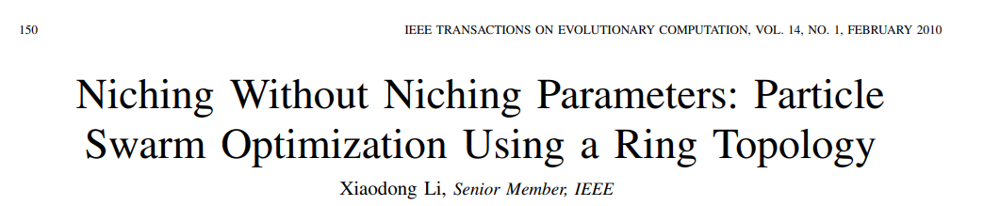 150
IEEE TRANSACTIONS ON EVOLUTIONARY COMPUTATION, VOL. 14, NO. 1, FEBRUARY 2010
Niching Without Niching Parameters: Particle
Swarm Optimization Using a Ring Topology
Xiaodong Li, Senior Member, IEEE